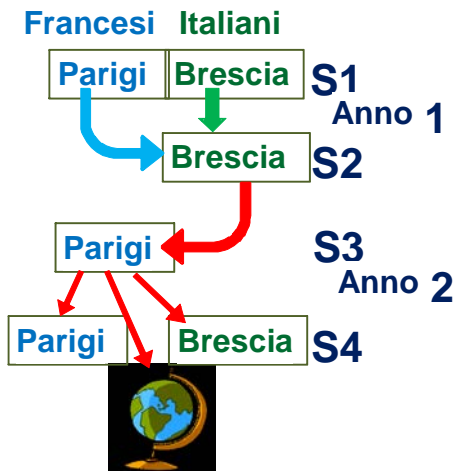 Francesi Italiani
Parigi Brescia S1
Anno 1
Brescia S2
Parigi S3
Anno 2
Parigi Brescia S4